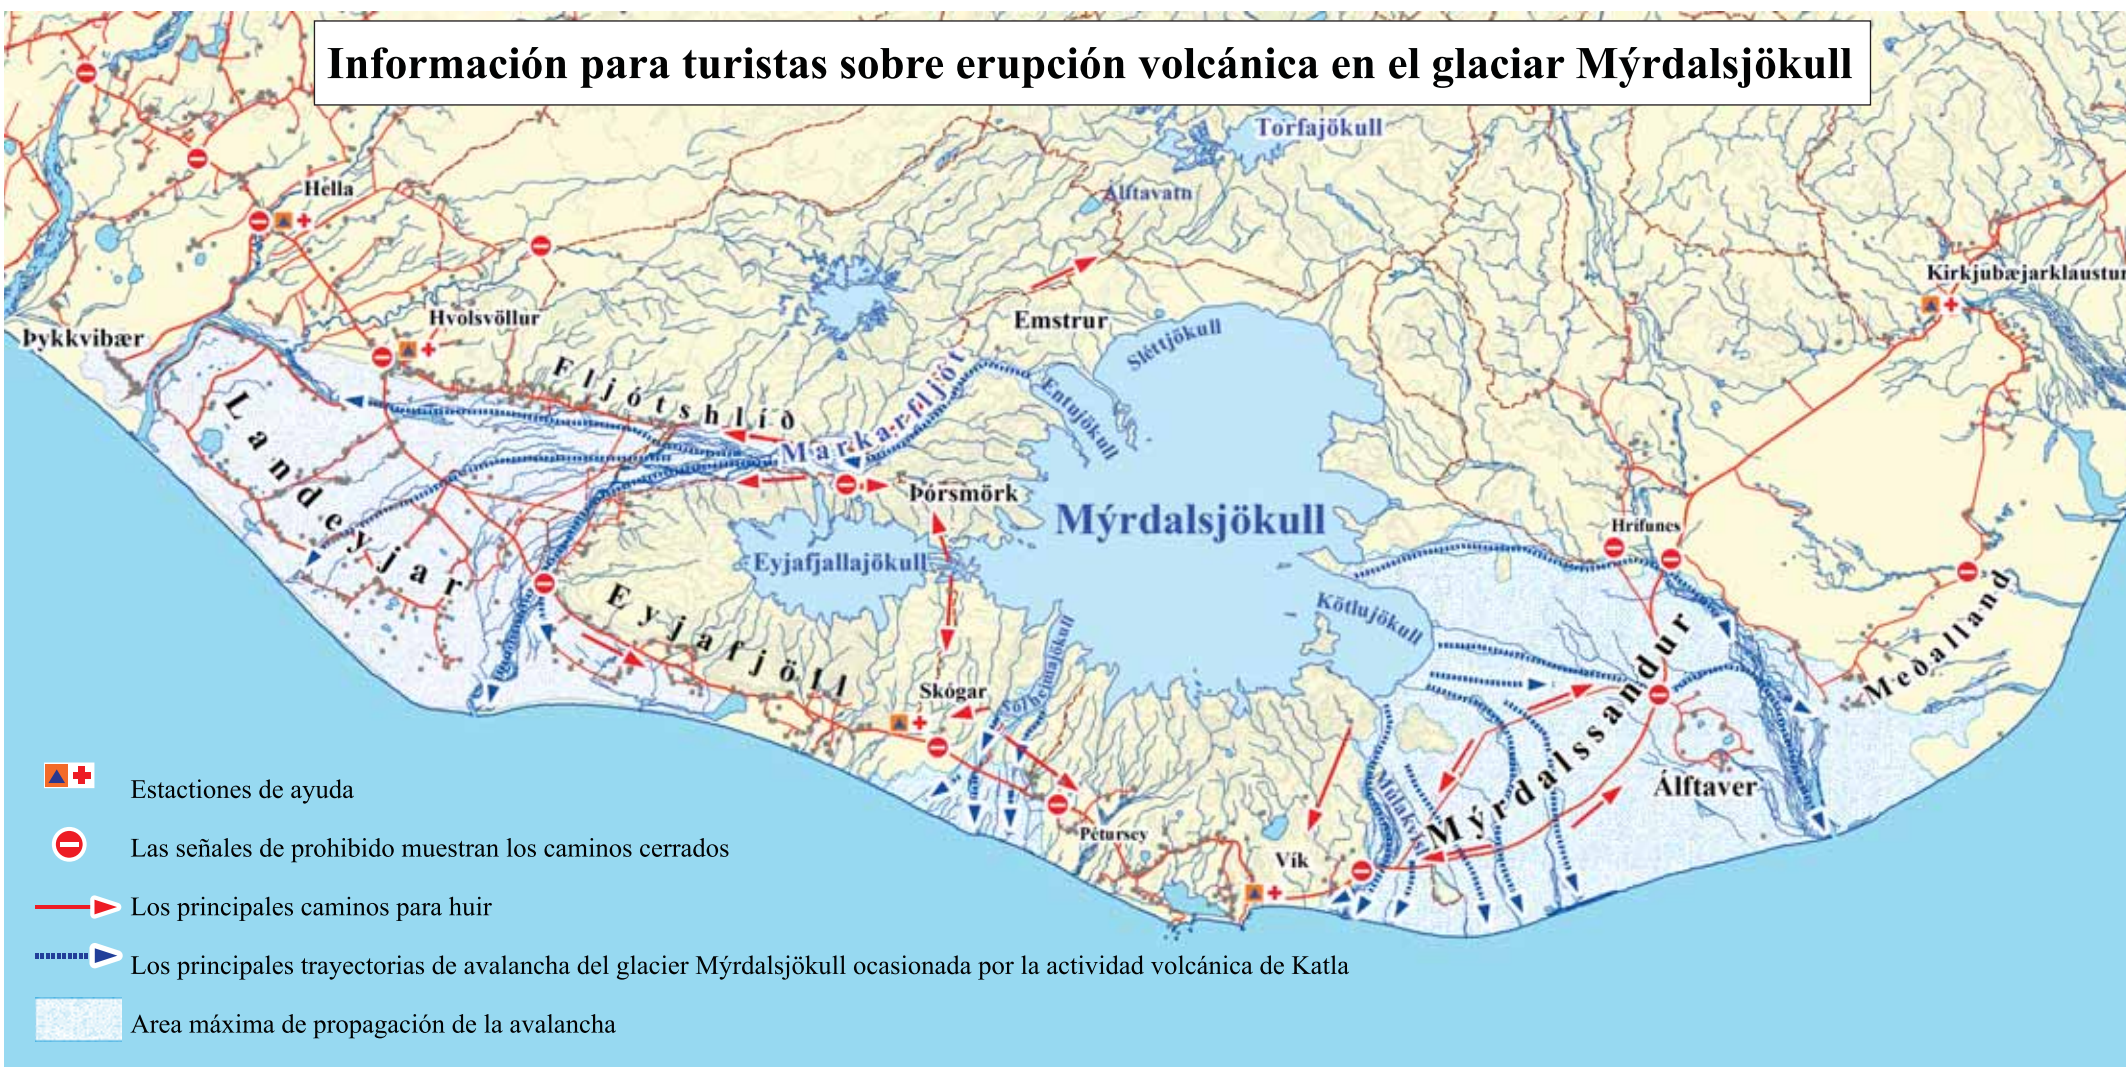 Información para turistas sobre erupción volcánica en el glaciar Mýrdalsjökull
Torfajökull
Álftavatn
Hella
Kirkjubæjarklaustur
Hvolsvöllur
Þykkvibær
Emstrur
Sléttjökull
Fljótshlíð
Entujökull
Markarfljót
Landeyjar
Þórsmörk
Mýrdalsjökull
Hrífunes
Eyjafjallajökull
Eyjafjöll
Kötlujökull
Meðalland
Sólheimajökull
Skógar
Mýrdalssandur
Álftaver
Múlakvísl
Pétursey
Vík
Estactiones de ayuda
Las señales de prohibido muestran los caminos cerrados
Los principales caminos para huir
Los principales trayectorias de avalancha del glacier Mýrdalsjökull ocasionada por la actividad volcánica de Katla
Area máxima de propagación de la avalancha